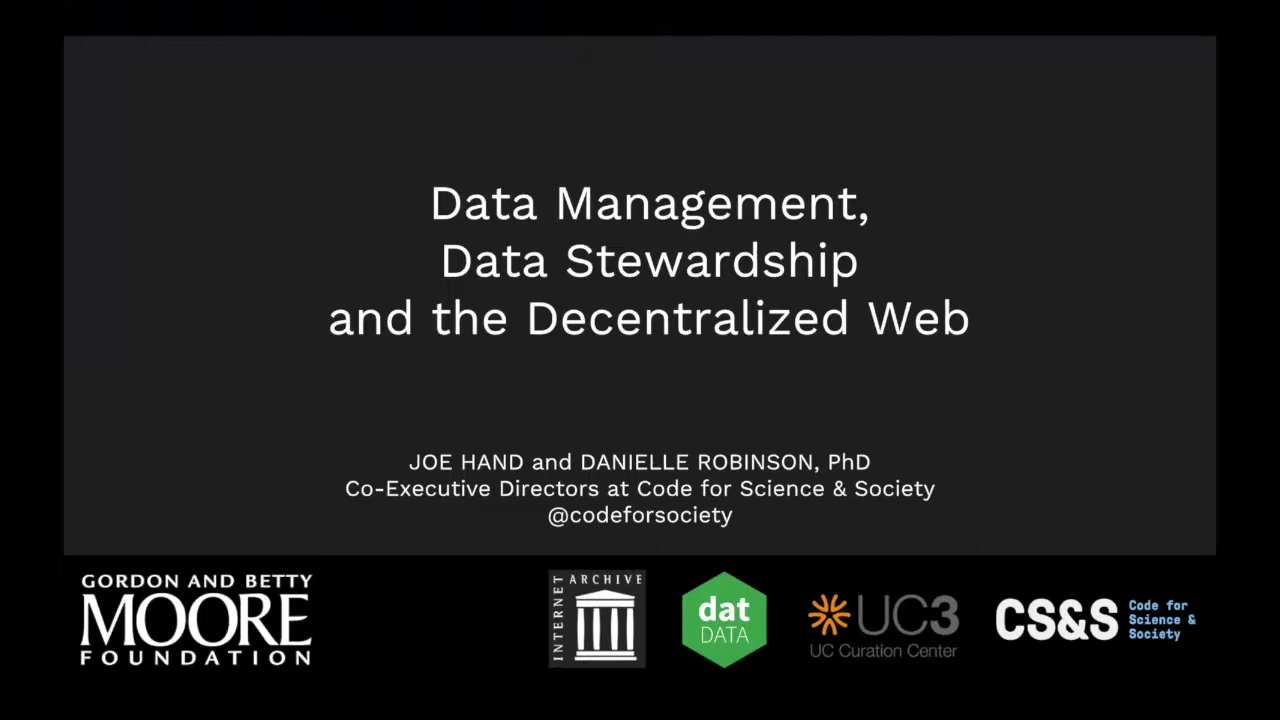 Data Management,
Data Stewardship
and the Decentralized Web
JOE HAND and DANIELLE ROBINSON, PhD
Co-Executive Directors at Code for Science & Society
@codeforsociety
GORDON AND BETTY
MOORE
FOUNDATION
INTERNET
ARCHIVE
dat
DATA
UC3
UC Curation Center
CS&S
Code for
Science &
Society